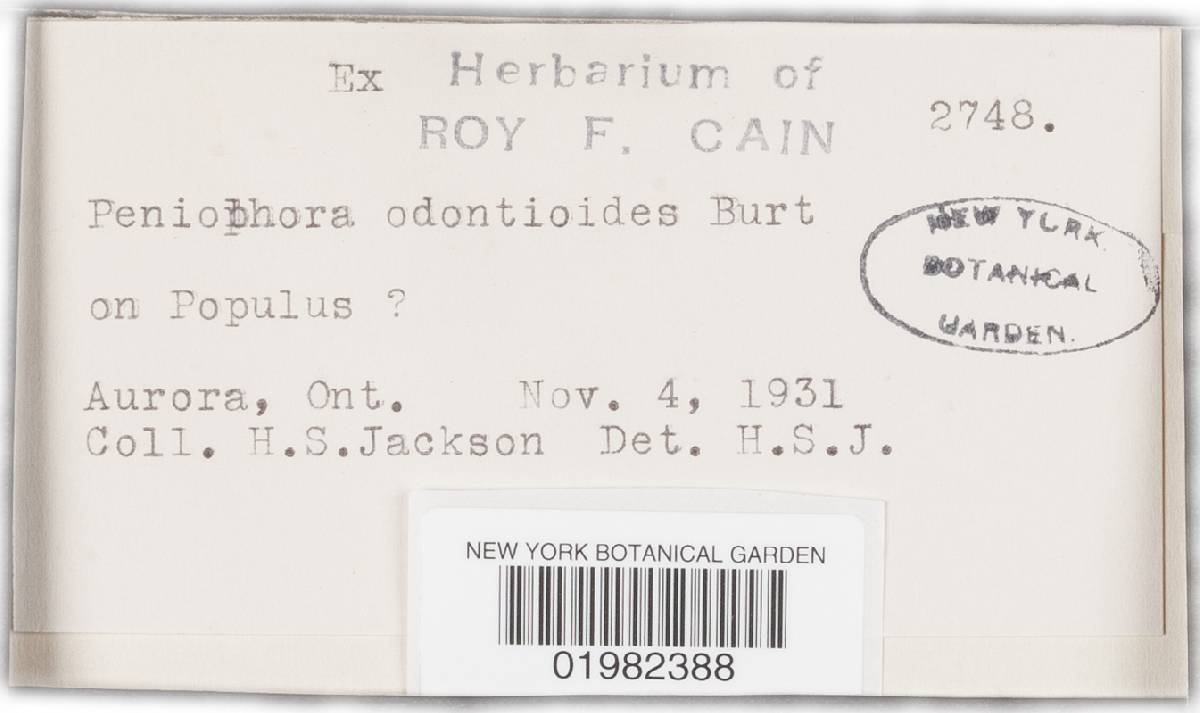 Ex Herbarium of
ROY F. CAIN
2748.
Peniophora odontioides Burt
NEW YORK
BOTANICAL
GARDEN.
on Populus ?
Aurora, Ont. Nov. 4, 1931
Coll. H.S.Jackson Det. H.S.J.
NEW YORK BOTANICAL GARDEN
01982388